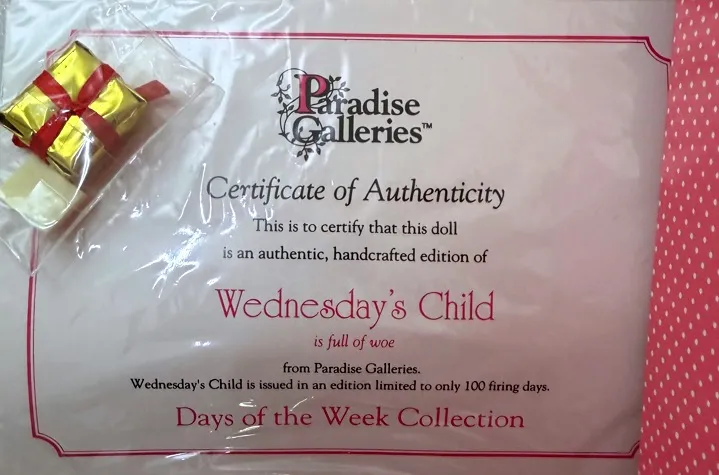 Paradise
Galleries™
Certificate of Authenticity
This is to certify that this doll
is an authentic, handcrafted edition of
Wednesday's Child
is full of woe
from Paradise Galleries.
Wednesday's Child is issued in an edition limited to only 100 firing days.
Days of the Week Collection